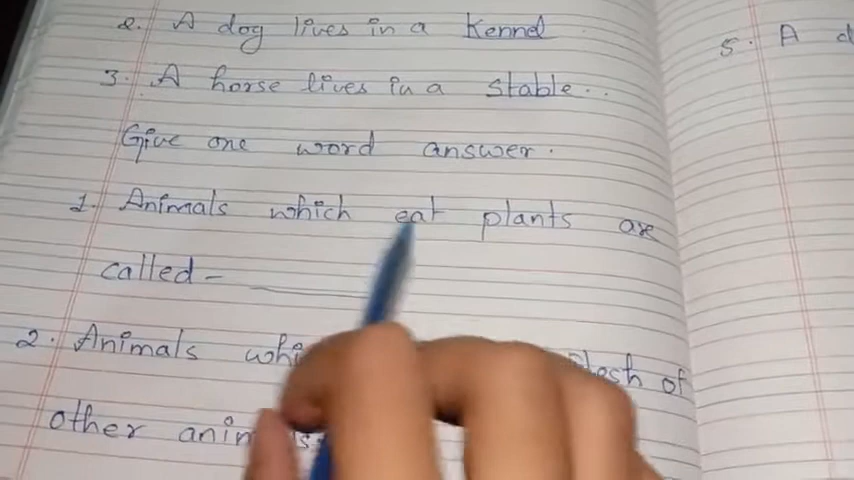 2. A dog lives in a Kennel
3. A horse lives in a stable..
Give one word answer.
1. Animals which eat plants are
called - ______
2. Animals flesh of
other
5. A